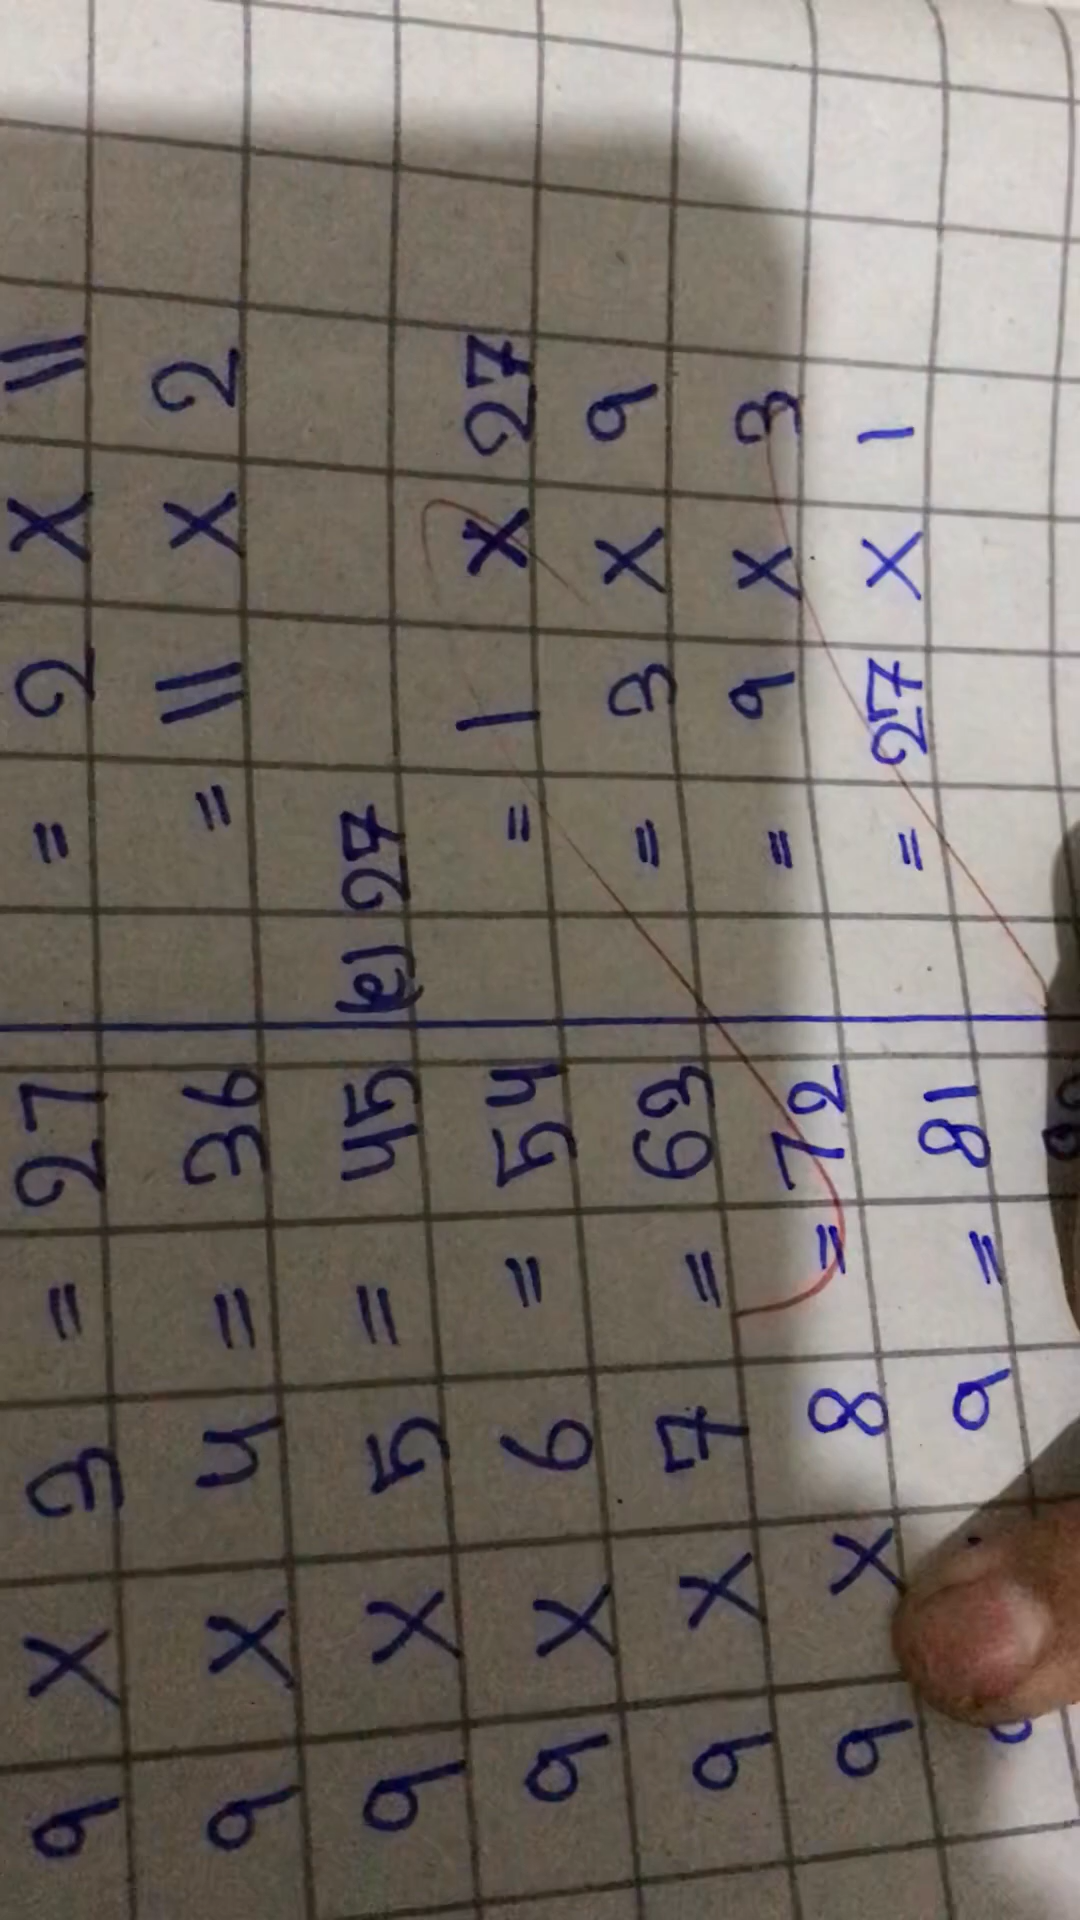 9 x 3 = 27
9 x 4 = 36
9 x 5 = 45
9 x 6 = 54
9 x 7 = 63
9 x 8 = 72
9 = 81
= 2 x 11
= 11 x 2
27
= 1 x 27
= 3 x 9
= 9 x 3
= 27 x 1